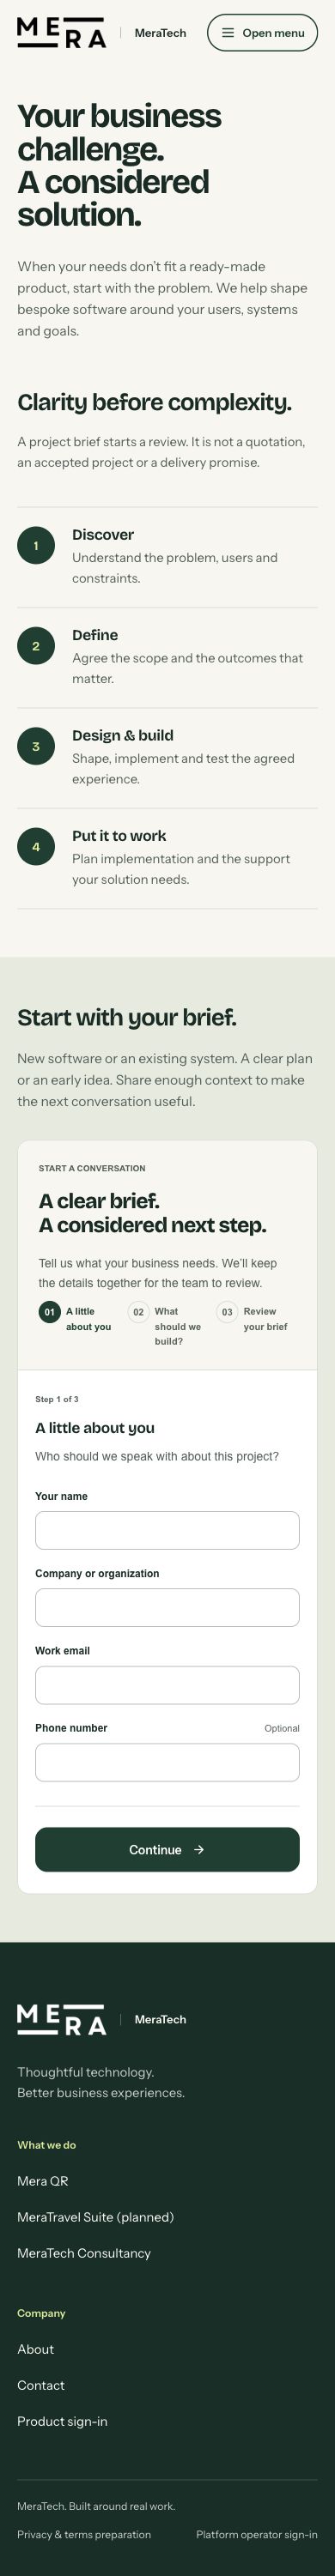 MERA
MeraTech
Open menu
Your business
challenge.
A considered
solution.
When your needs don't fit a ready-made
product, start with the problem. We help shape
bespoke software around your users, systems
and goals.
Clarity before complexity.
A project brief starts a review. It is not a quotation,
an accepted project or a delivery promise.
1
Discover
Understand the problem, users and
constraints.
2
Define
Agree the scope and the outcomes that
matter.
3
Design & build
Shape, implement and test the agreed
experience.
4
Put it to work
Plan implementation and the support
your solution needs.
Start with your brief.
New software or an existing system. A clear plan
or an early idea. Share enough context to make
the next conversation useful.
START A CONVERSATION
A clear brief.
A considered next step.
Tell us what your business needs. We'll keep
the details together for the team to review.
01 A little
about you
02 What
should we
build?
03 Review
your brief
Step 1 of 3
A little about you
Who should we speak with about this project?
Your name
Company or organization
Work email
Phone number Optional
Continue →
MERA
MeraTech
Thoughtful technology.
Better business experiences.
What we do
Mera QR
MeraTravel Suite (planned)
MeraTech Consultancy
Company
About
Contact
Product sign-in
MeraTech. Built around real work.
Privacy & terms preparation
Platform operator sign-in